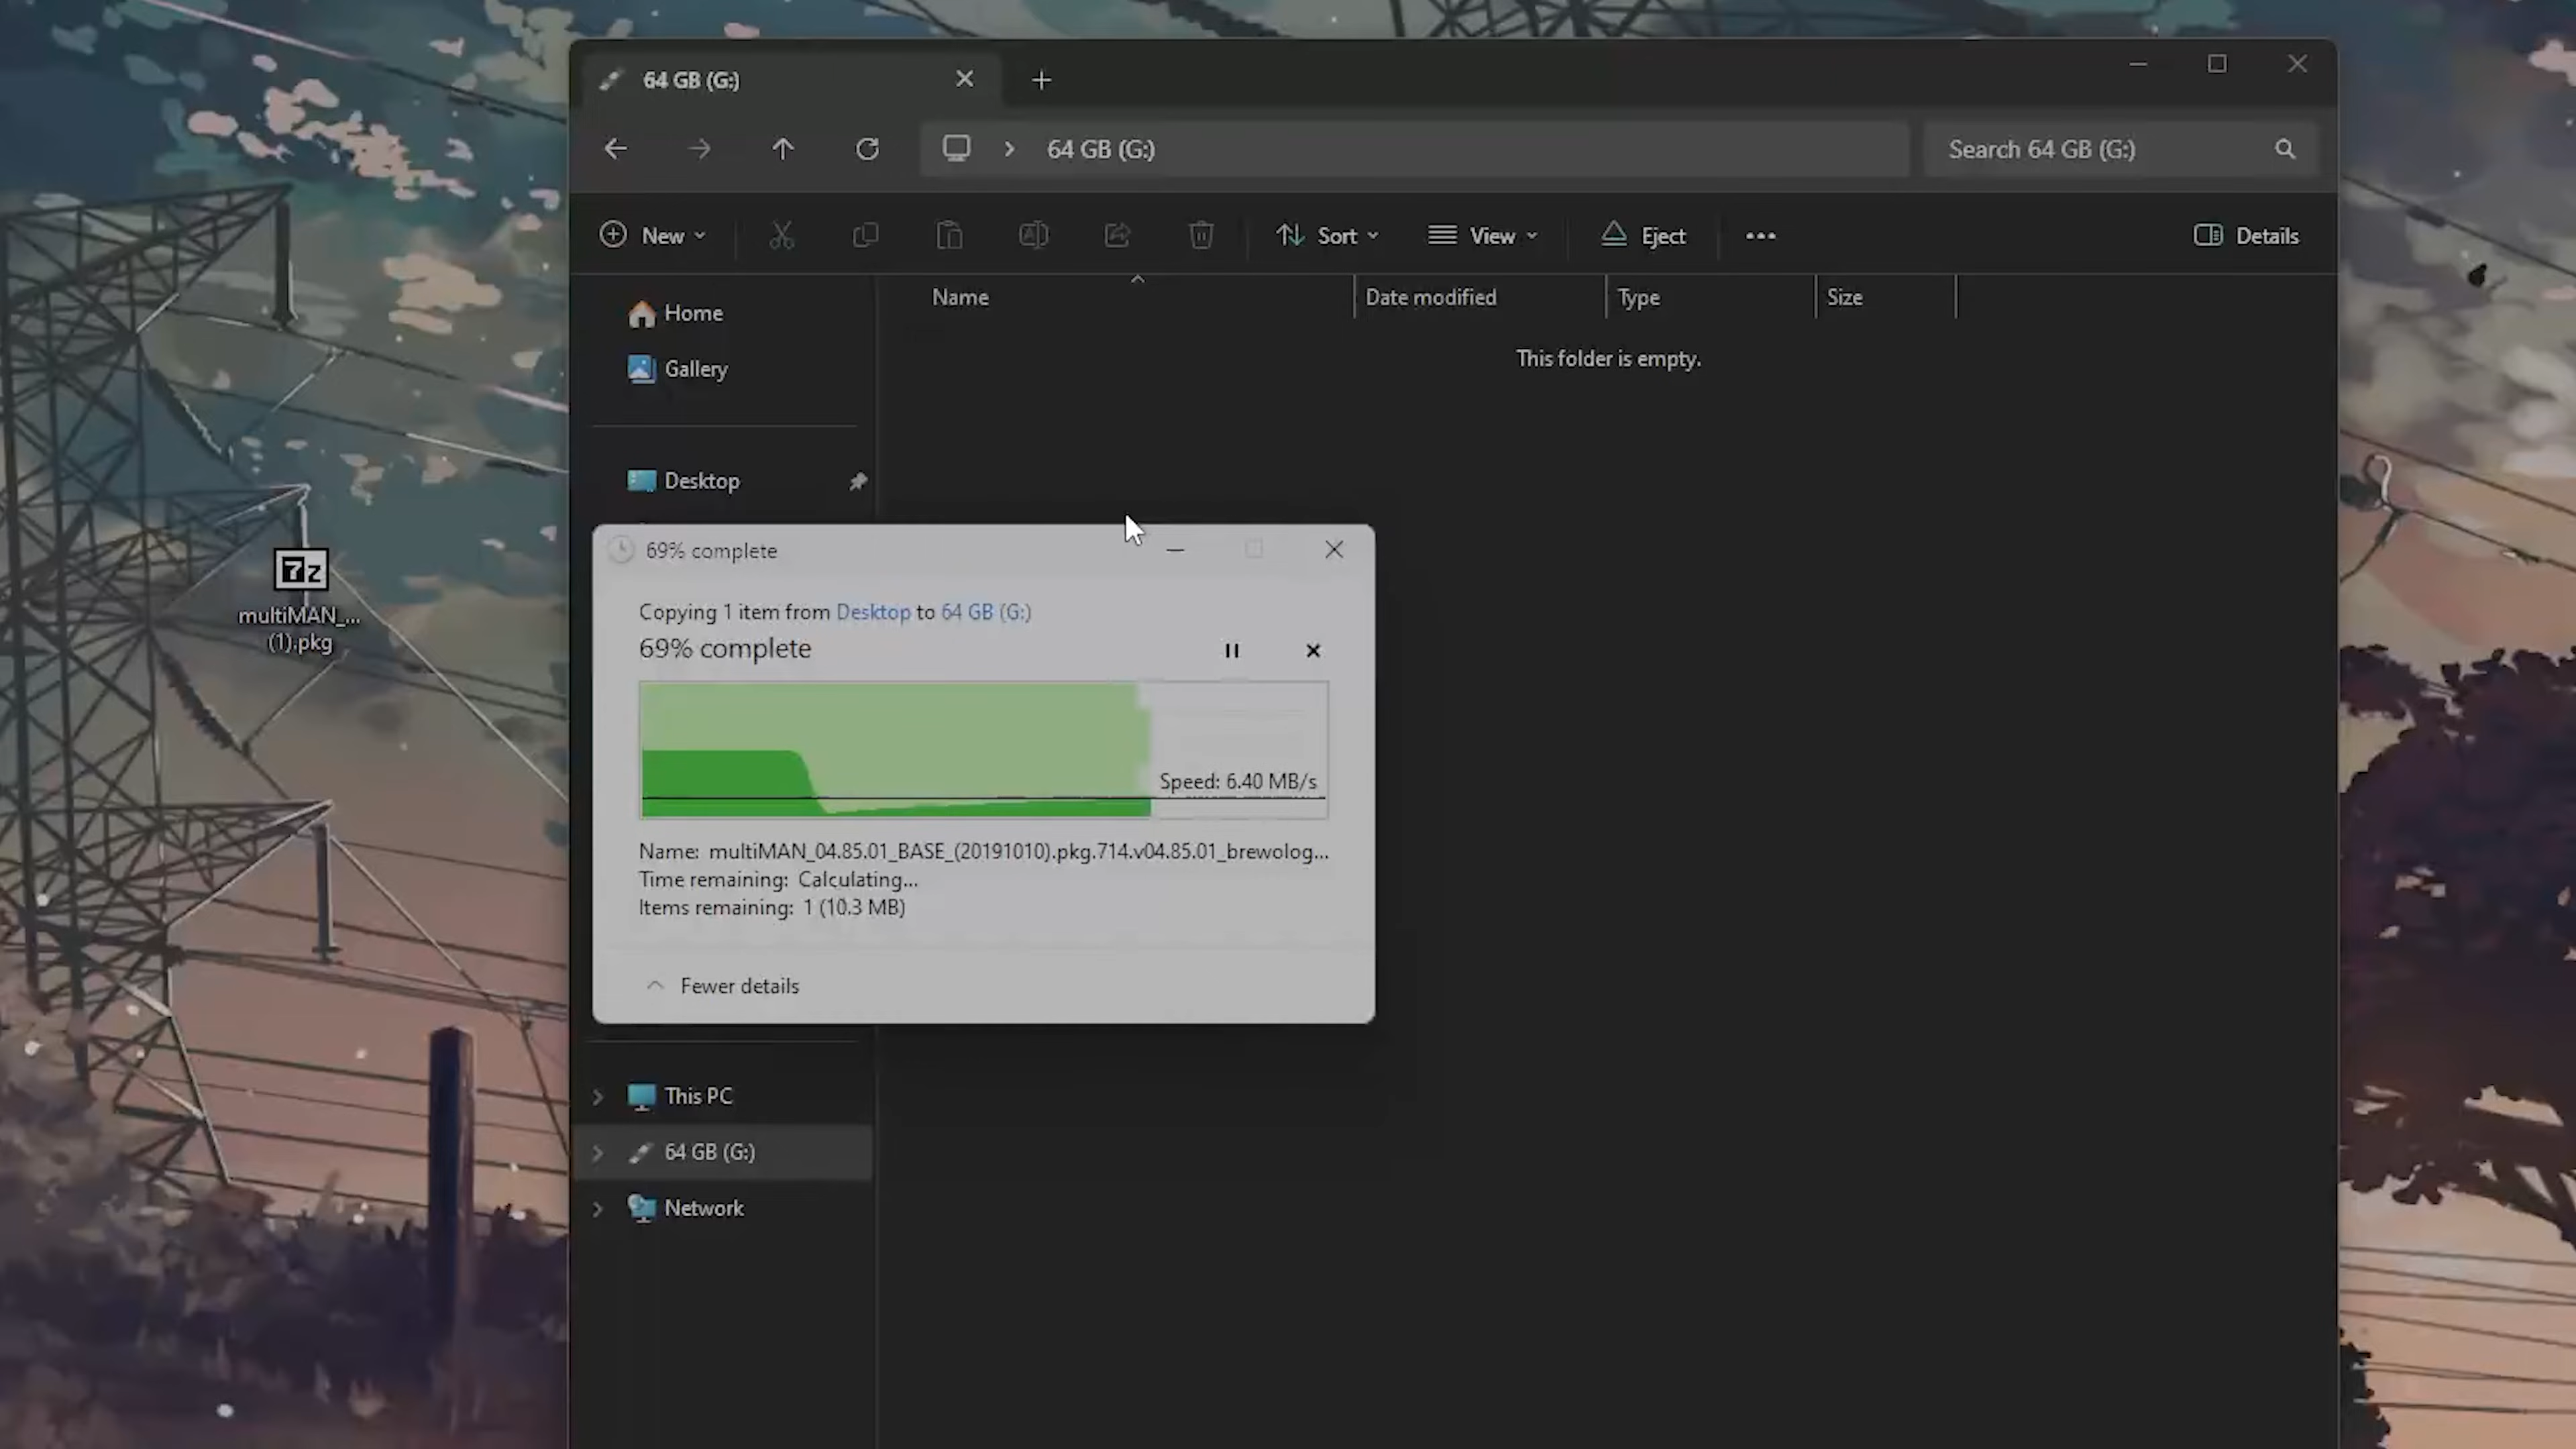 64 GB (G:)
64 GB (G:)
Search 64 GB (G:)
New
Sort
View
Eject
Details
Name
Date modified
Type
Size
This folder is empty.
Home
Gallery
Desktop
7z
multiMAN_...
(1).pkg
69% complete
Copying 1 item from Desktop to 64 GB (G:)
69% complete
Speed: 6.40 MB/s
Name: multiMAN_04.85.01_BASE_(20191010).pkg.714.v04.85.01_brewolog...
Time remaining: Calculating...
Items remaining: 1 (10.3 MB)
Fewer details
This PC
64 GB (G:)
Network